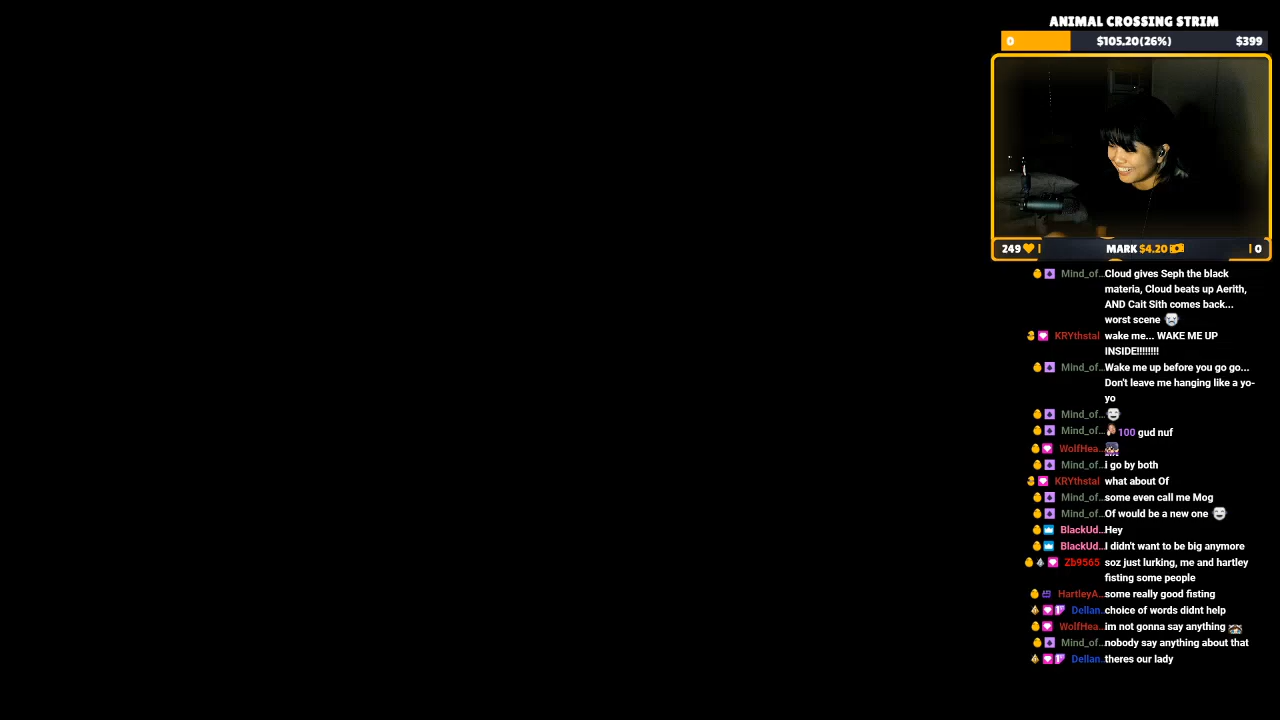 ANIMAL CROSSING STRIM
0 $105.20(26%) $399
249 MARK $4.20 0
Mind_of... Cloud gives Seph the black
materia, Cloud beats up Aerith,
AND Cait Sith comes back...
worst scene
KRYthstal wake me... WAKE ME UP
INSIDE!!!!!!!!
Mind_of... Wake me up before you go go...
Don't leave me hanging like a yo-
yo
Mind_of...
Mind_of... 100 gud nuf
WolfHea...
Mind_of... i go by both
KRYthstal what about Of
Mind_of... some even call me Mog
Mind_of... Of would be a new one
BlackUd... Hey
BlackUd... I didn't want to be big anymore
Zb9565 soz just lurking, me and hartley
fisting some people
HartleyA... some really good fisting
Dellan... choice of words didnt help
WolfHea... im not gonna say anything
Mind_of... nobody say anything about that
Dellan... theres our lady